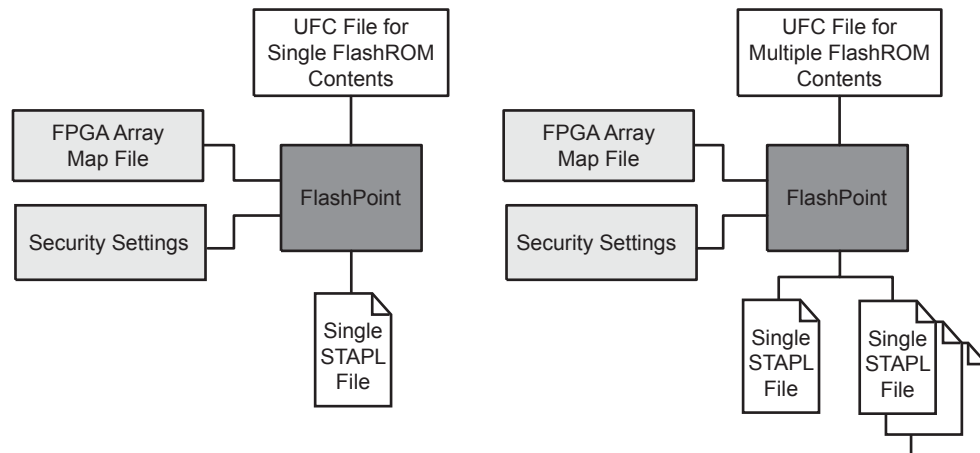 UFC File for
Single FlashROM
Contents
FPGA Array
Map File
FlashPoint
Security Settings
Single
STAPL
File
UFC File for
Multiple FlashROM
Contents
FPGA Array
Map File
FlashPoint
Security Settings
Single
STAPL
File
Single
STAPL
File